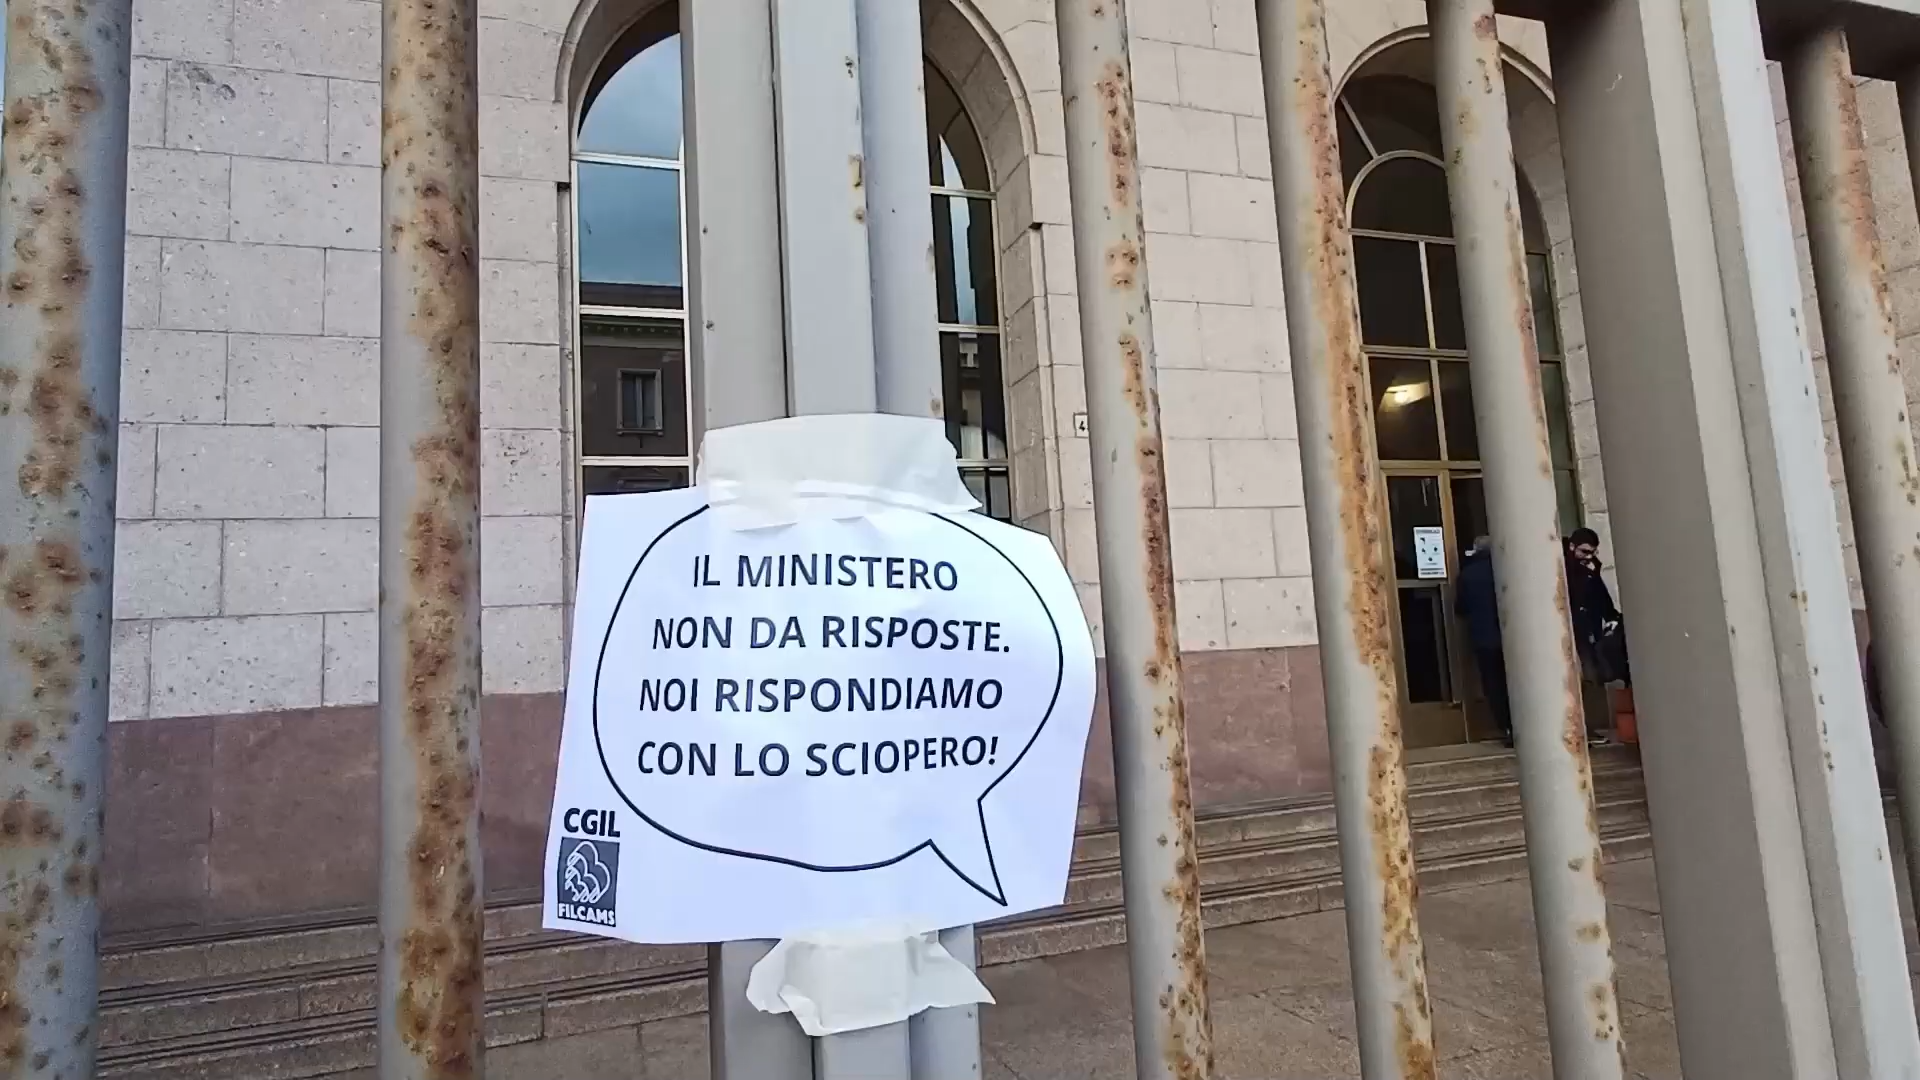 IL MINISTERO
NON DA RISPOSTE.
NOI RISPONDIAMO
CON LO SCIOPERO!
CGIL
FILCAMS